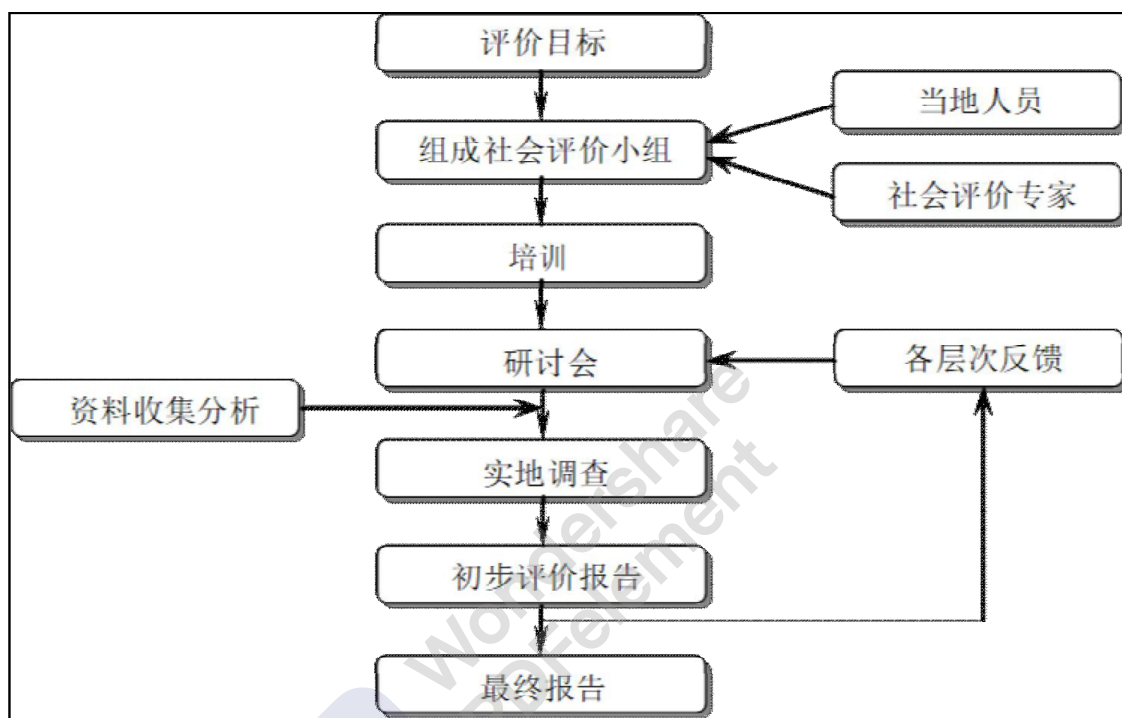 评价目标
当地人员
组成社会评价小组
社会评价专家
培训
研讨会
各层次反馈
资料收集分析
实地调查
初步评价报告
最终报告
Wondershare
PDFelement